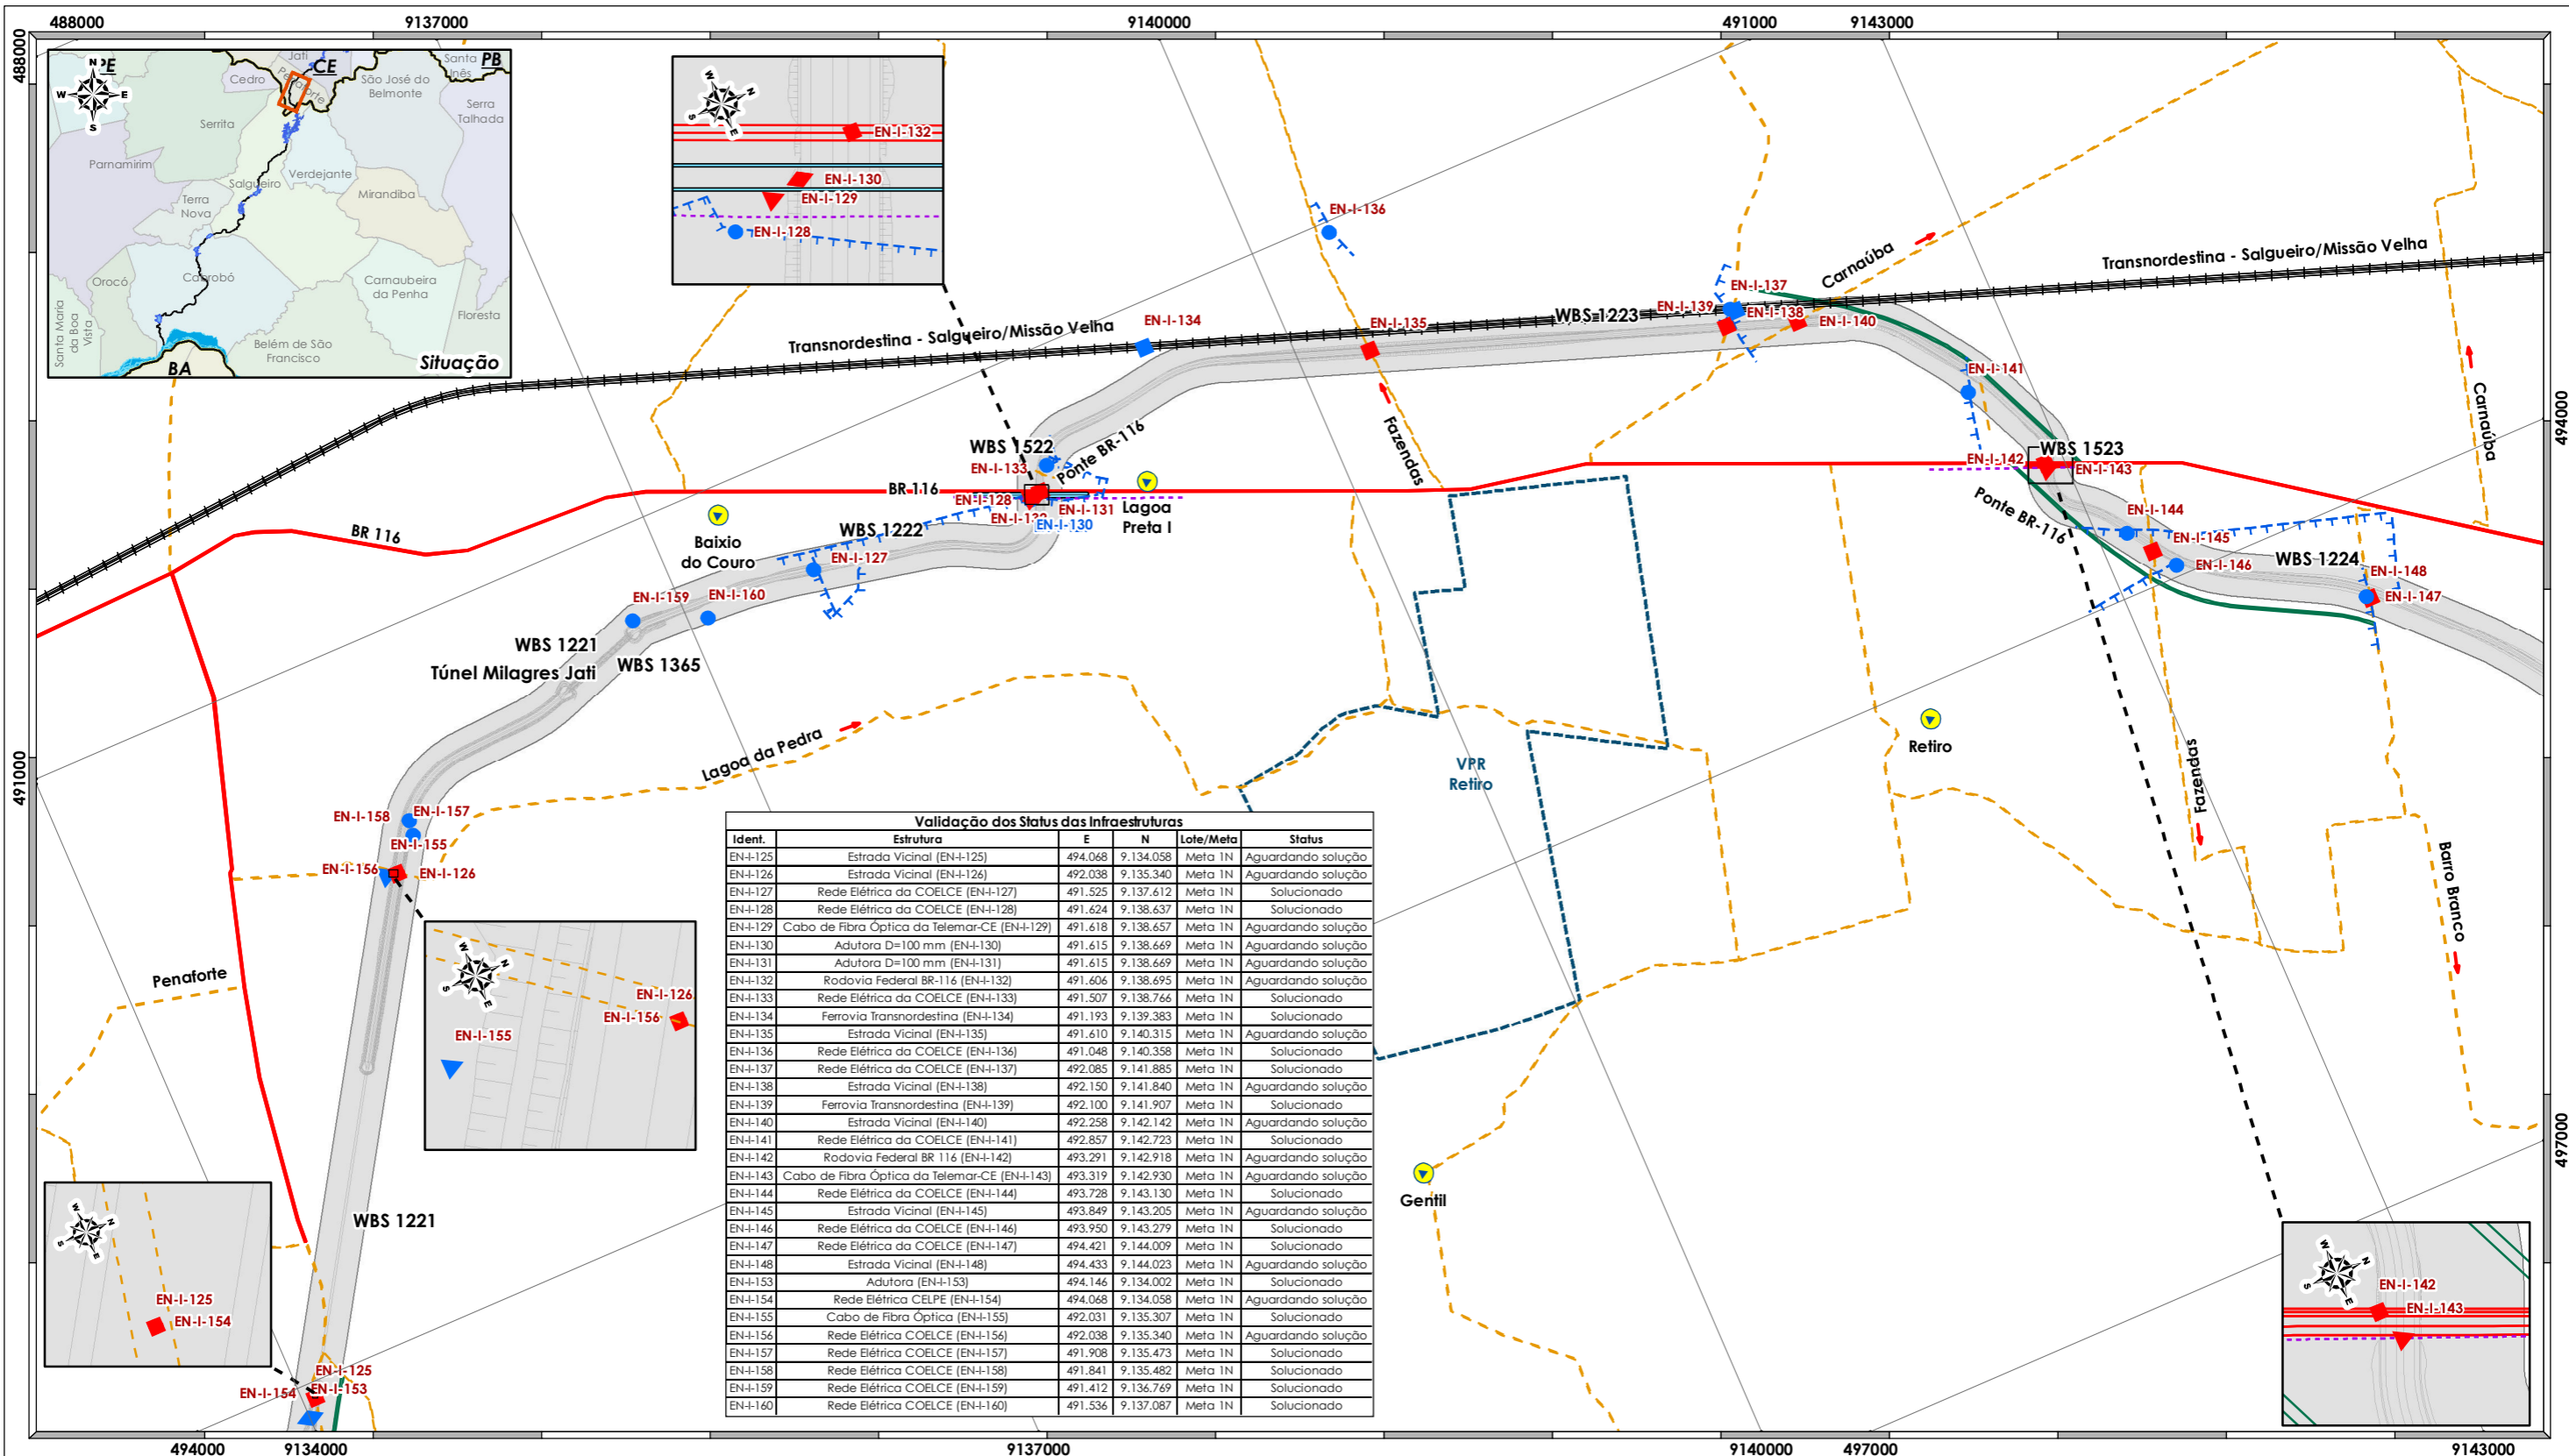 488000
9137000
9140000
491000
9143000
488000
494000
491000
497000
494000
9134000
9137000
9140000
497000
9143000
PE
CE
PB
Jati
Santa
Inês
Cedro
Penaforte
São José do
Belmonte
Serra
Talhada
Serrita
Parnamirim
Verdejante
Salgueiro
Mirandiba
Terra
Nova
Orocó
Cabrobó
Carnaubeira
da Penha
Floresta
Santa Maria
da Boa
Vista
Belém de São
Francisco
BA
Situação
N
W
E
S
W
N
S
E
EN-I-132
EN-I-130
EN-I-129
EN-I-128
EN-I-136
Carnaúba
Transnordestina - Salgueiro/Missão Velha
Transnordestina - Salgueiro/Missão Velha
EN-I-134
EN-I-135
WBS 1223
EN-I-139
EN-I-137
EN-I-138
EN-I-140
EN-I-141
Carnaúba
Fazendas
WBS 1522
Ponte BR-116
EN-I-133
BR 116
BR 116
EN-I-128
EN-I-131
EN-I-132
EN-I-130
Lagoa
Preta I
WBS 1523
EN-I-142
EN-I-143
Ponte BR-116
EN-I-144
EN-I-145
EN-I-146
WBS 1224
EN-I-148
EN-I-147
Baixio
do Couro
WBS 1222
EN-I-127
EN-I-159
EN-I-160
WBS 1221
Túnel Milagres Jati
WBS 1365
Lagoa da Pedra
VPR
Retiro
Retiro
Fazendas
Barro Branco
EN-I-158
EN-I-157
EN-I-155
EN-I-156
EN-I-126
Penaforte
W
N
S
E
EN-I-126
EN-I-156
EN-I-155
WBS 1221
W
N
S
E
EN-I-125
EN-I-154
EN-I-125
EN-I-154
EN-I-153
Gentil
W
N
S
E
EN-I-142
EN-I-143
Validação dos Status das Infraestruturas
Ident. Estrutura E N Lote/Meta Status
EN-I-125 Estrada Vicinal (EN-I-125) 494.068 9.134.058 Meta 1N Aguardando solução
EN-I-126 Estrada Vicinal (EN-I-126) 492.038 9.135.340 Meta 1N Aguardando solução
EN-I-127 Rede Elétrica da COELCE (EN-I-127) 491.525 9.137.612 Meta 1N Solucionado
EN-I-128 Rede Elétrica da COELCE (EN-I-128) 491.624 9.138.637 Meta 1N Solucionado
EN-I-129 Cabo de Fibra Óptica da Telemar-CE (EN-I-129) 491.618 9.138.657 Meta 1N Aguardando solução
EN-I-130 Adutora D=100 mm (EN-I-130) 491.615 9.138.669 Meta 1N Aguardando solução
EN-I-131 Adutora D=100 mm (EN-I-131) 491.615 9.138.669 Meta 1N Aguardando solução
EN-I-132 Rodovia Federal BR-116 (EN-I-132) 491.606 9.138.695 Meta 1N Aguardando solução
EN-I-133 Rede Elétrica da COELCE (EN-I-133) 491.507 9.138.766 Meta 1N Solucionado
EN-I-134 Ferrovia Transnordestina (EN-I-134) 491.193 9.139.383 Meta 1N Solucionado
EN-I-135 Estrada Vicinal (EN-I-135) 491.610 9.140.315 Meta 1N Aguardando solução
EN-I-136 Rede Elétrica da COELCE (EN-I-136) 491.048 9.140.358 Meta 1N Solucionado
EN-I-137 Rede Elétrica da COELCE (EN-I-137) 492.085 9.141.885 Meta 1N Solucionado
EN-I-138 Estrada Vicinal (EN-I-138) 492.150 9.141.840 Meta 1N Aguardando solução
EN-I-139 Ferrovia Transnordestina (EN-I-139) 492.100 9.141.907 Meta 1N Solucionado
EN-I-140 Estrada Vicinal (EN-I-140) 492.258 9.142.142 Meta 1N Aguardando solução
EN-I-141 Rede Elétrica da COELCE (EN-I-141) 492.857 9.142.723 Meta 1N Solucionado
EN-I-142 Rodovia Federal BR 116 (EN-I-142) 493.291 9.142.918 Meta 1N Aguardando solução
EN-I-143 Cabo de Fibra Óptica da Telemar-CE (EN-I-143) 493.319 9.142.930 Meta 1N Aguardando solução
EN-I-144 Rede Elétrica da COELCE (EN-I-144) 493.728 9.143.130 Meta 1N Solucionado
EN-I-145 Estrada Vicinal (EN-I-145) 493.849 9.143.205 Meta 1N Aguardando solução
EN-I-146 Rede Elétrica da COELCE (EN-I-146) 493.950 9.143.279 Meta 1N Solucionado
EN-I-147 Rede Elétrica da COELCE (EN-I-147) 494.421 9.144.009 Meta 1N Solucionado
EN-I-148 Estrada Vicinal (EN-I-148) 494.433 9.144.023 Meta 1N Aguardando solução
EN-I-153 Adutora (EN-I-153) 494.146 9.134.002 Meta 1N Solucionado
EN-I-154 Rede Elétrica CELPE (EN-I-154) 494.068 9.134.058 Meta 1N Aguardando solução
EN-I-155 Cabo de Fibra Óptica (EN-I-155) 492.031 9.135.307 Meta 1N Solucionado
EN-I-156 Rede Elétrica COELCE (EN-I-156) 492.038 9.135.340 Meta 1N Aguardando solução
EN-I-157 Rede Elétrica COELCE (EN-I-157) 491.908 9.135.473 Meta 1N Solucionado
EN-I-158 Rede Elétrica COELCE (EN-I-158) 491.841 9.135.482 Meta 1N Solucionado
EN-I-159 Rede Elétrica COELCE (EN-I-159) 491.412 9.136.769 Meta 1N Solucionado
EN-I-160 Rede Elétrica COELCE (EN-I-160) 491.536 9.137.087 Meta 1N Solucionado